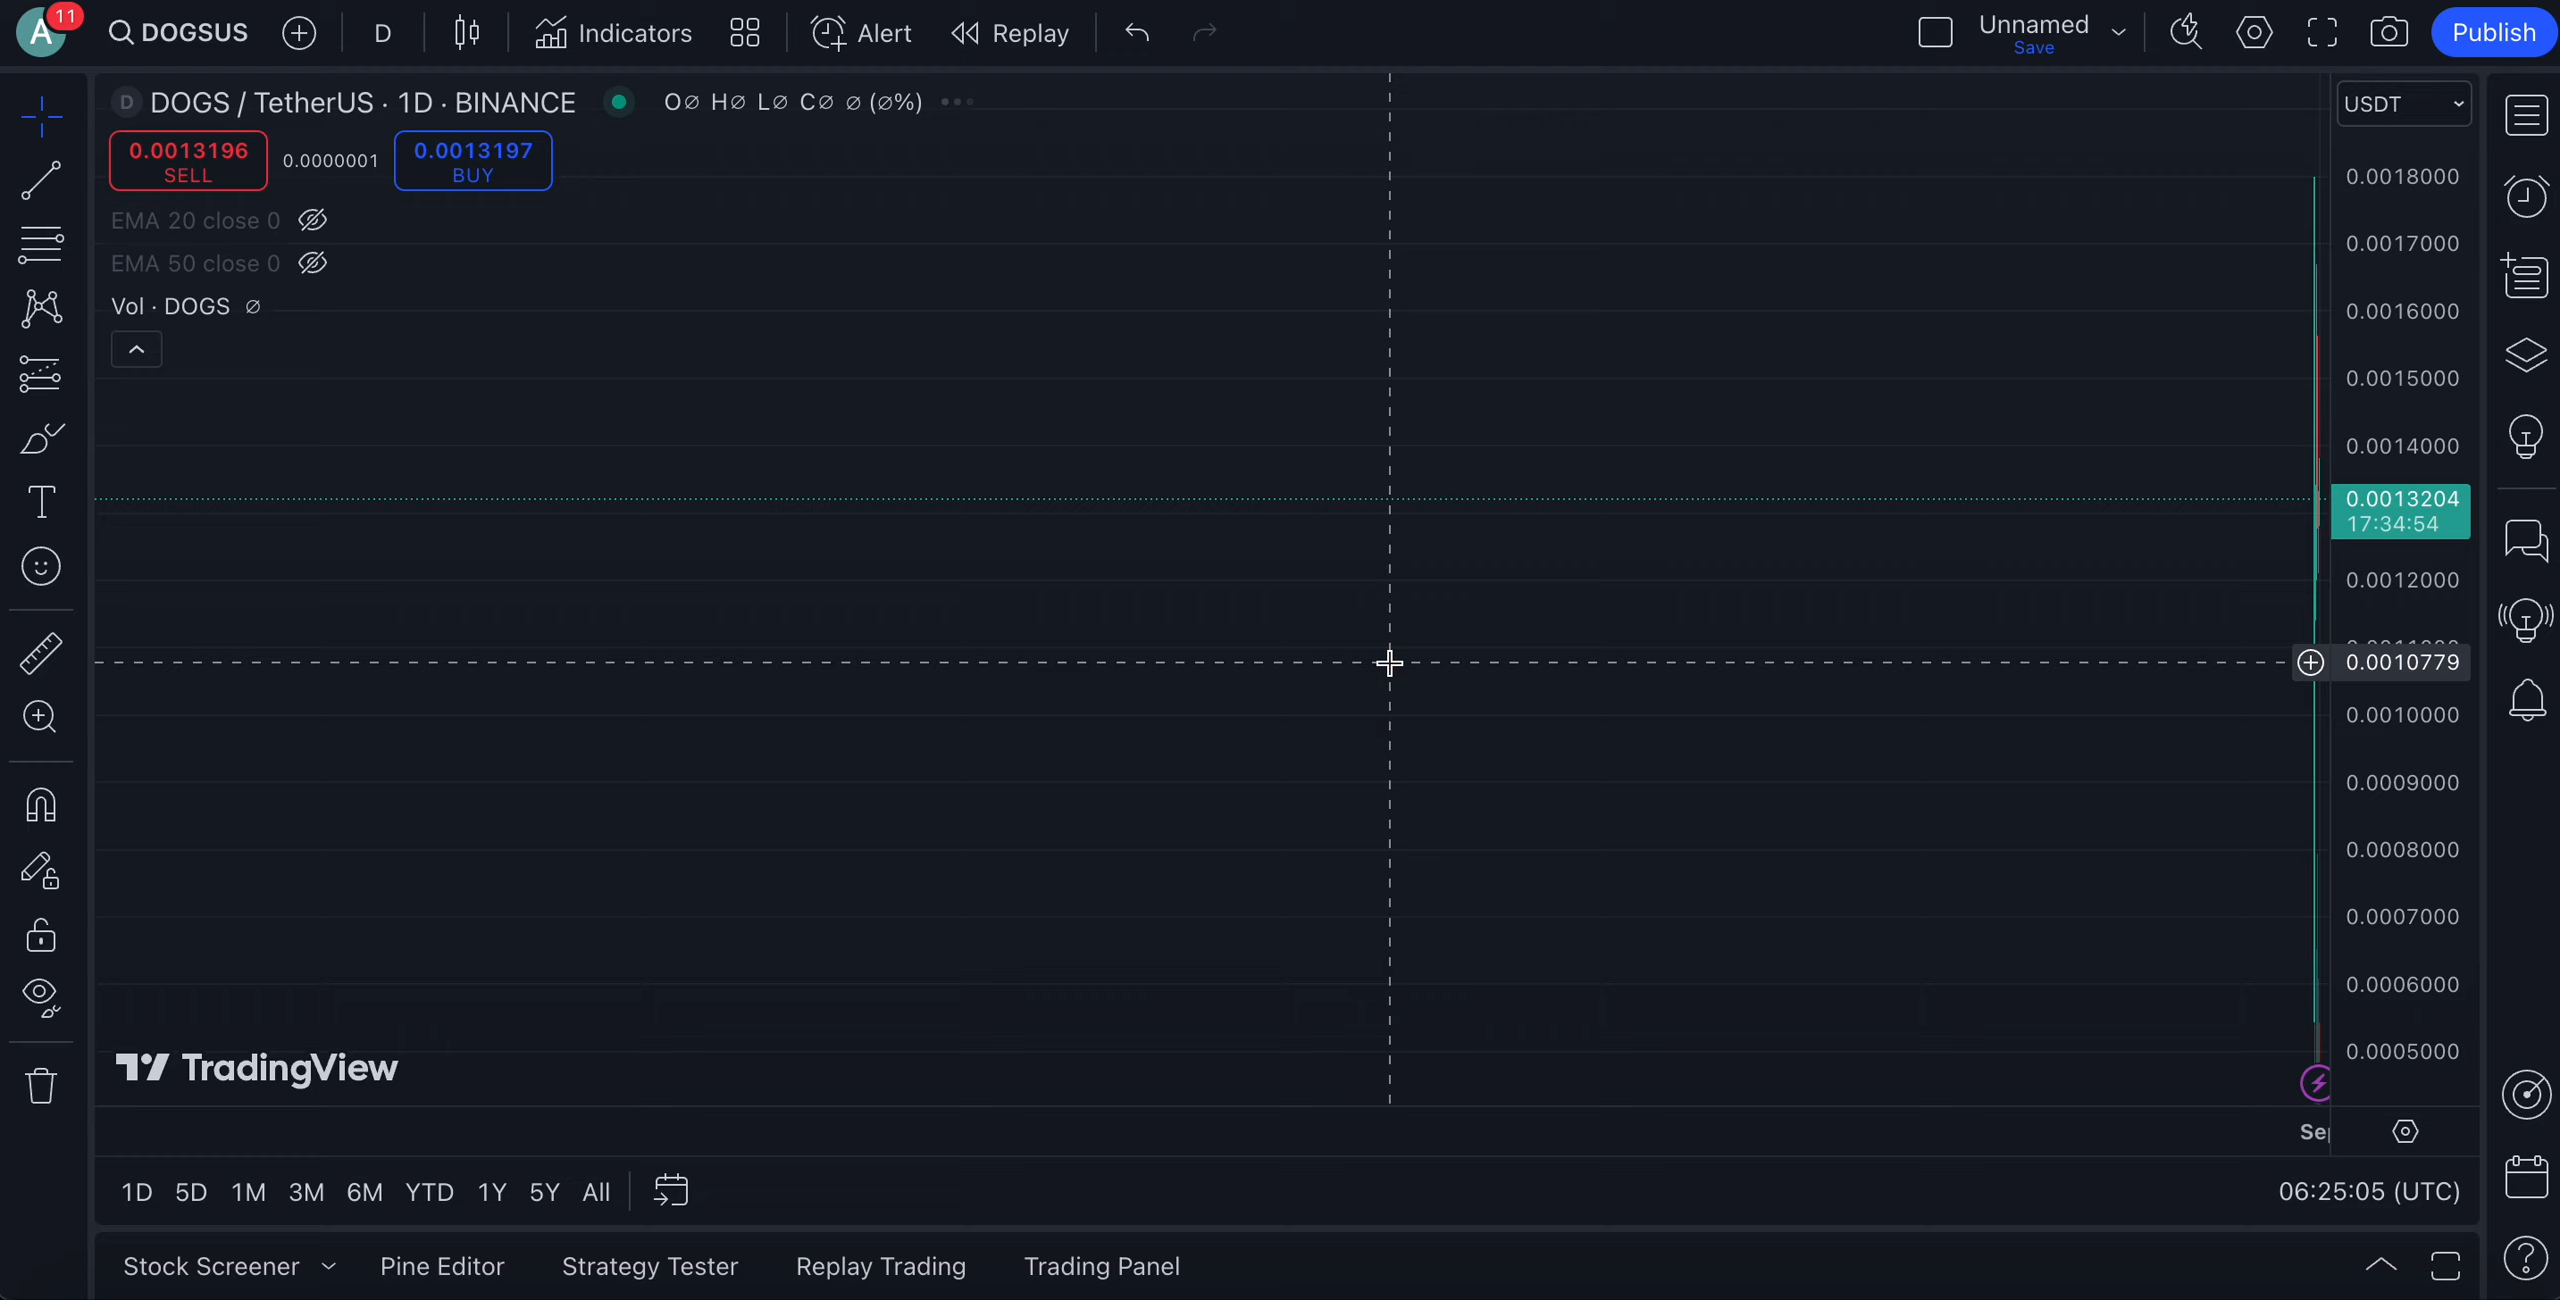 A 11 DOGSUS D Indicators Alert Replay Unnamed Save Publish
D DOGS / TetherUS · 1D · BINANCE O∅ H∅ L∅ C∅ ∅ (∅%)
USDT
0.0013196 SELL
0.0000001
0.0013197 BUY
EMA 20 close 0
EMA 50 close 0
Vol · DOGS ∅
0.0018000
0.0017000
0.0016000
0.0015000
0.0014000
0.0013204
17:34:54
0.0012000
0.0010779
0.0010000
0.0009000
0.0008000
0.0007000
0.0006000
0.0005000
TradingView
1D 5D 1M 3M 6M YTD 1Y 5Y All
06:25:05 (UTC)
Stock Screener Pine Editor Strategy Tester Replay Trading Trading Panel